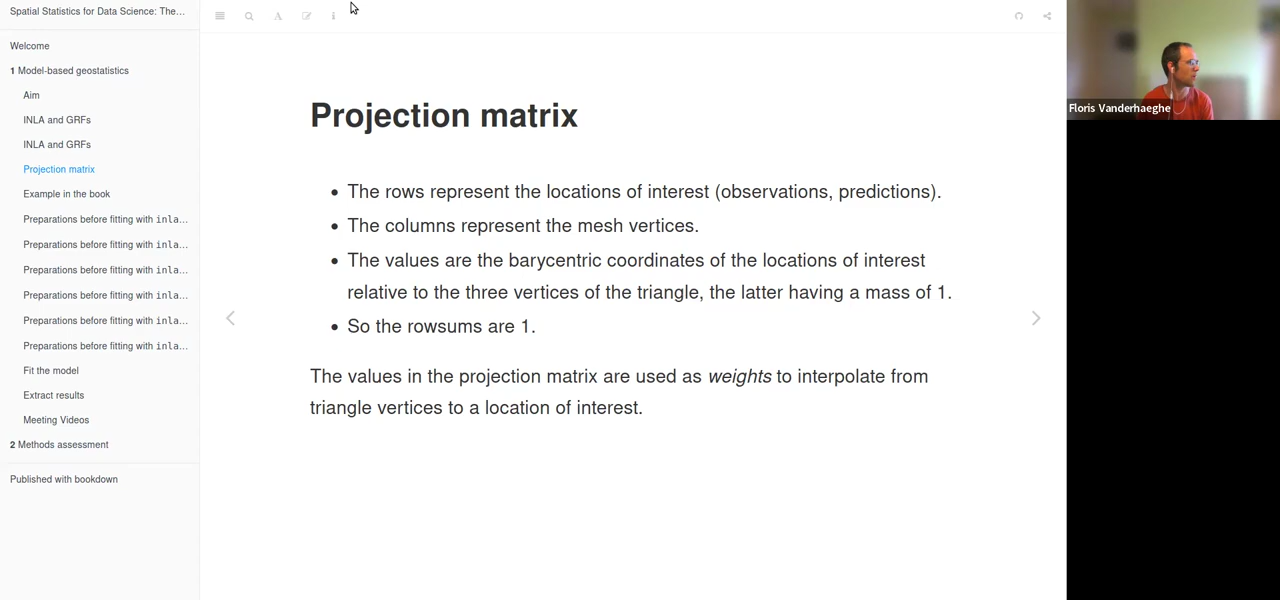 Spatial Statistics for Data Science: The...
Welcome
1 Model-based geostatistics
Aim
INLA and GRFs
INLA and GRFs
Projection matrix
Example in the book
Preparations before fitting with inla...
Preparations before fitting with inla...
Preparations before fitting with inla...
Preparations before fitting with inla...
Preparations before fitting with inla...
Preparations before fitting with inla...
Fit the model
Extract results
Meeting Videos
2 Methods assessment
Published with bookdown
Projection matrix
The rows represent the locations of interest (observations, predictions).
The columns represent the mesh vertices.
The values are the barycentric coordinates of the locations of interest
relative to the three vertices of the triangle, the latter having a mass of 1.
So the rowsums are 1.
The values in the projection matrix are used as weights to interpolate from
triangle vertices to a location of interest.
Floris Vanderhaeghe